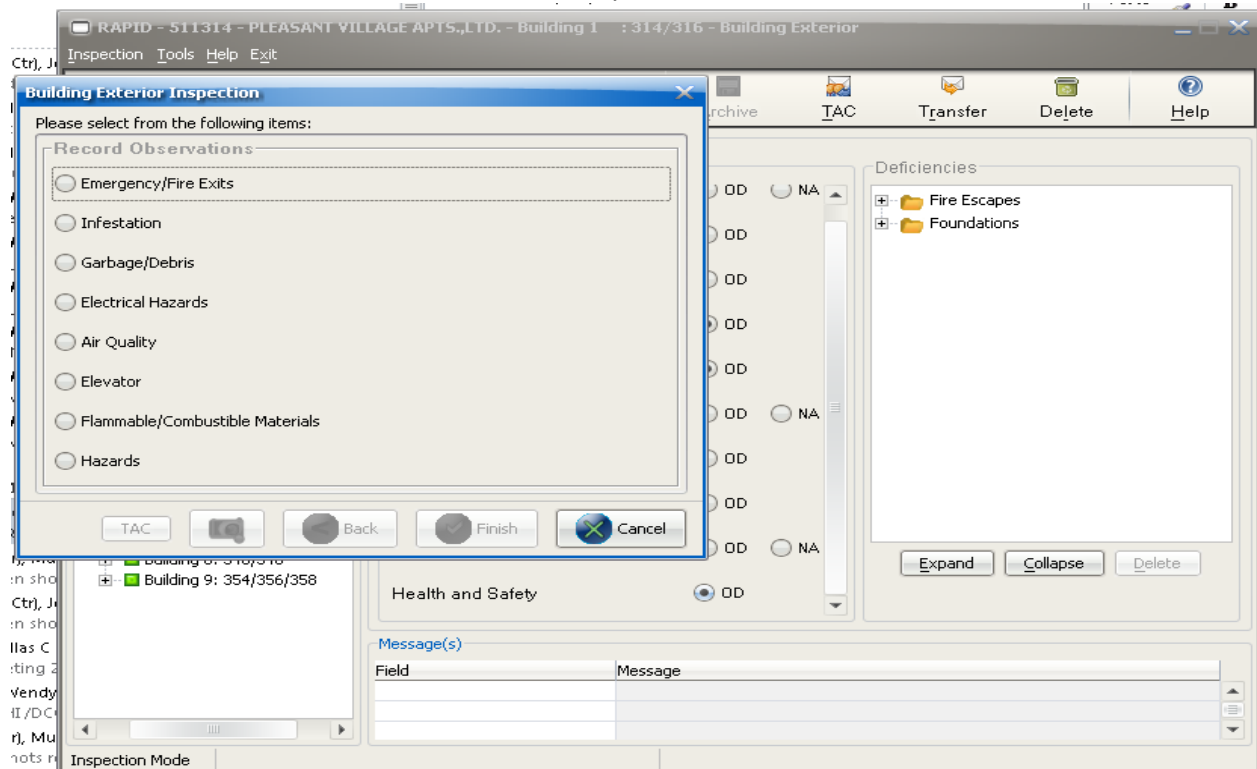 RAPID - 511314 - PLEASANT VILLAGE APTS.,LTD. - Building 1 : 314/316 - Building Exterior
Inspection Tools Help Exit
TAC Transfer Delete Help
Building Exterior Inspection
Please select from the following items:
Record Observations
Emergency/Fire Exits
Infestation
Garbage/Debris
Electrical Hazards
Air Quality
Elevator
Flammable/Combustible Materials
Hazards
TAC Back Finish Cancel
OD NA
OD
OD
OD
OD
OD NA
OD
OD
OD NA
Health and Safety OD
Deficiencies
Fire Escapes
Foundations
Expand Collapse Delete
Building 9: 354/356/358
Message(s)
Field Message
Inspection Mode